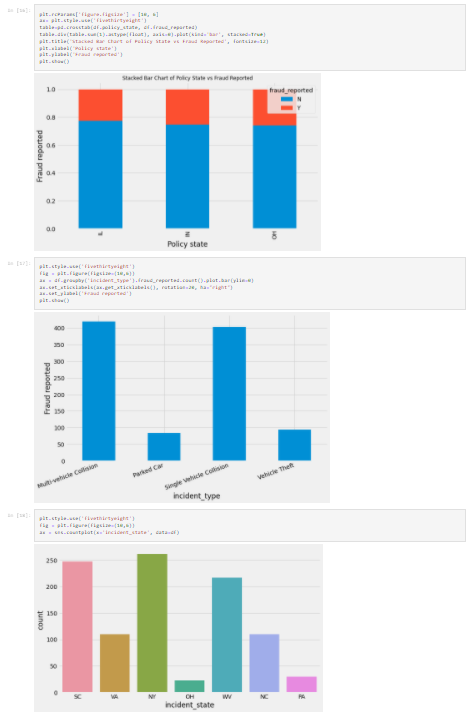 plt.rcParams['figure.figsize'] = [10, 6]
ax= plt.style.use('fivethirtyeight')
table=pd.crosstab(df.policy_state, df.fraud_reported)
table.div(table.sum(1).astype(float), axis=0).plot(kind='bar', stacked=True)
plt.title('Stacked Bar Chart of Policy State vs Fraud Reported', fontsize=12)
plt.xlabel('Policy state')
plt.ylabel('Fraud reported')
plt.show()
Stacked Bar Chart of Policy State vs Fraud Reported
fraud_reported
N
Y
1.0
0.8
0.6
0.4
0.2
0.0
Fraud reported
IL
IN
OH
Policy state
plt.style.use('fivethirtyeight')
fig = plt.figure(figsize=(10,6))
ax = df.groupby('incident_type').fraud_reported.count().plot.bar(ylim=0)
ax.set_xticklabels(ax.get_xticklabels(), rotation=20, ha="right")
ax.set_ylabel('Fraud reported')
plt.show()
400
350
300
250
200
150
100
50
0
Fraud reported
Multi-vehicle Collision
Parked Car
Single Vehicle Collision
Vehicle Theft
incident_type
plt.style.use('fivethirtyeight')
fig = plt.figure(figsize=(10,6))
ax = sns.countplot(x='incident_state', data=df)
250
200
150
100
50
0
count
SC
VA
NY
OH
WV
NC
PA
incident_state